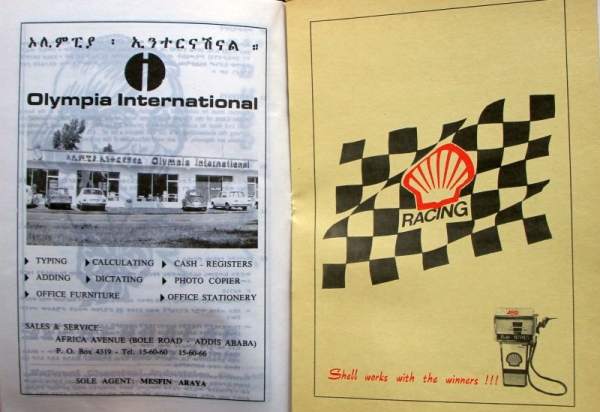 ኦሊምፒያ ፡ ኢንተርናሽናል ።
Olympia International
ኦሊምፒያ ኢንተርናሽናል Olympia International
TYPING CALCULATING CASH - REGISTERS
ADDING DICTATING PHOTO COPIER
OFFICE FURNITURE OFFICE STATIONERY
SALES & SERVICE:
AFRICA AVENUE (BOLE ROAD - ADDIS ABABA)
P. O. Box 4319 - Tel. 15-60-60 15-60-66
SOLE AGENT: MESFIN ARAYA
RACING
Shell works with the winners !!!